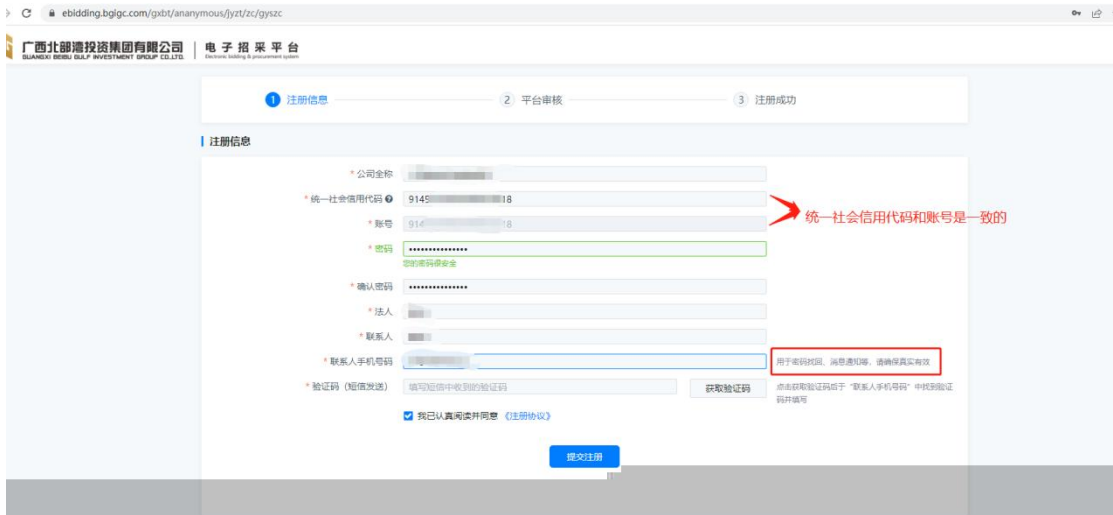 ebidding.bgigc.com/gxbt/ananymous/jyzt/zc/gyszc
广西北部湾投资集团有限公司 电子招采平台
GUANGXI BEIBU GULF INVESTMENT GROUP CO.,LTD. Electronic bidding & procurement system
1 注册信息 2 平台审核 3 注册成功
注册信息
* 公司全称
* 统一社会信用代码 9145 18
* 账号 914 8
统一社会信用代码和账号是一致的
* 密码 •••••••••••••••
您的密码很安全
* 确认密码 •••••••••••••••
* 法人
* 联系人
* 联系人手机号码 用于密码找回、消息通知等，请确保真实有效
* 验证码（短信发送） 填写短信中收到的验证码 获取验证码 点击获取验证码后于“联系人手机号码”中找到验证
码并填写
我已认真阅读并同意 《注册协议》
提交注册